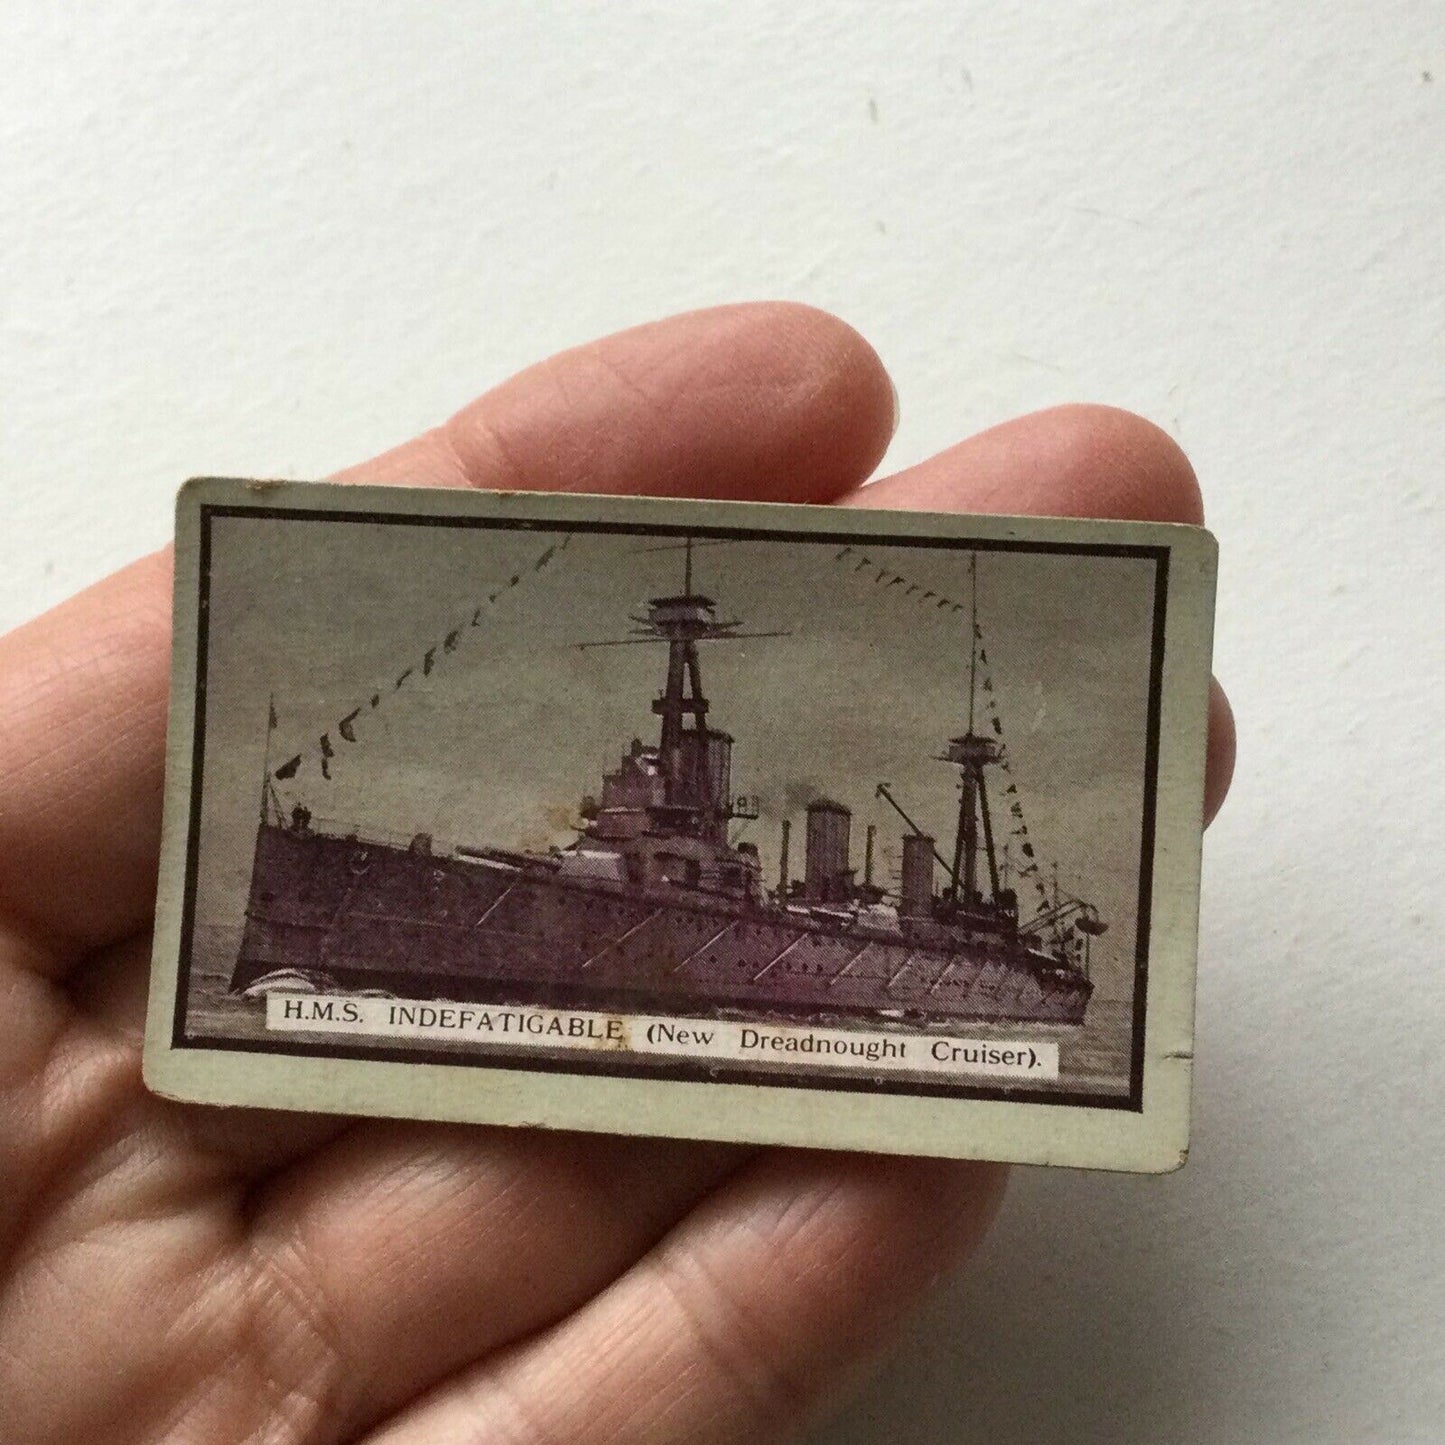 H.M.S. INDEFATIGABLE (New Dreadnought Cruiser).